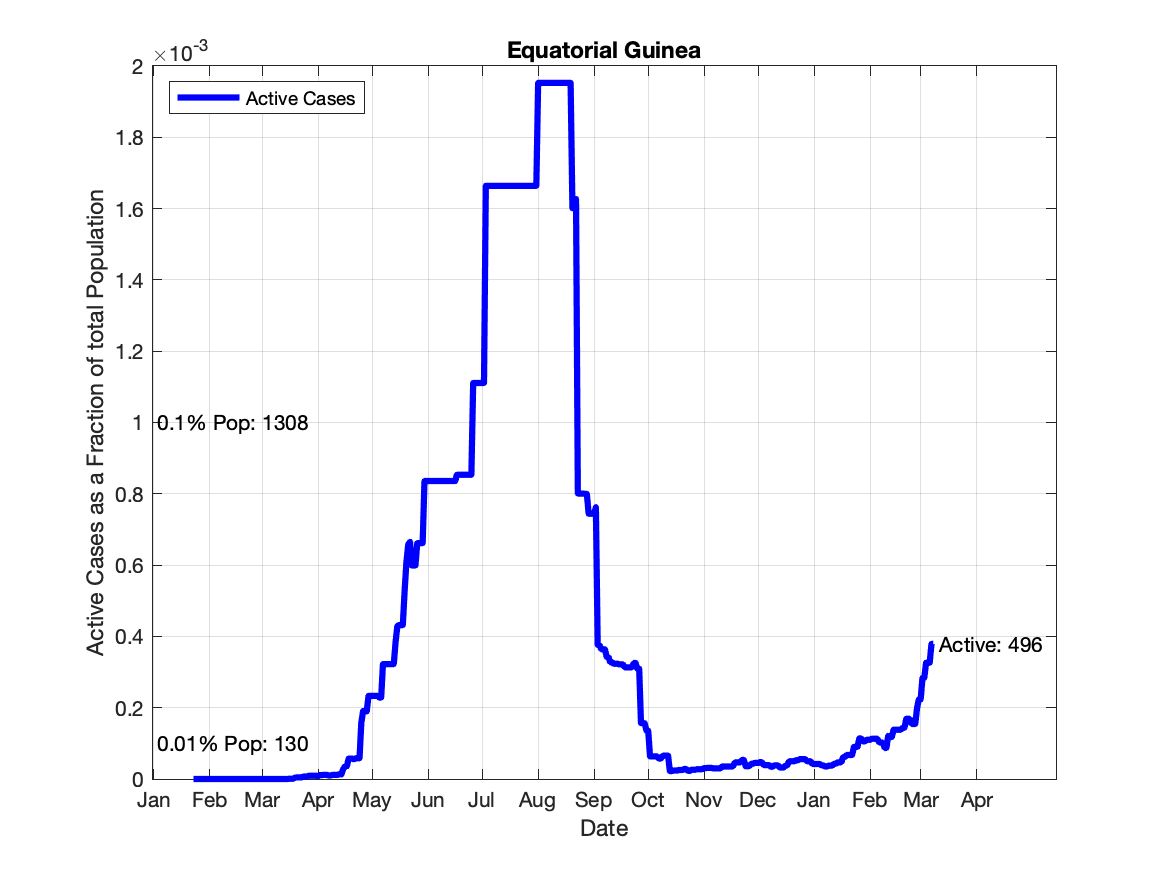 Equatorial Guinea
×10-3
Active Cases
2
1.8
1.6
1.4
1.2
1
0.8
0.6
0.4
0.2
0
Active Cases as a Fraction of total Population
0.1% Pop: 1308
0.01% Pop: 130
Active: 496
Jan Feb Mar Apr May Jun Jul Aug Sep Oct Nov Dec Jan Feb Mar Apr
Date